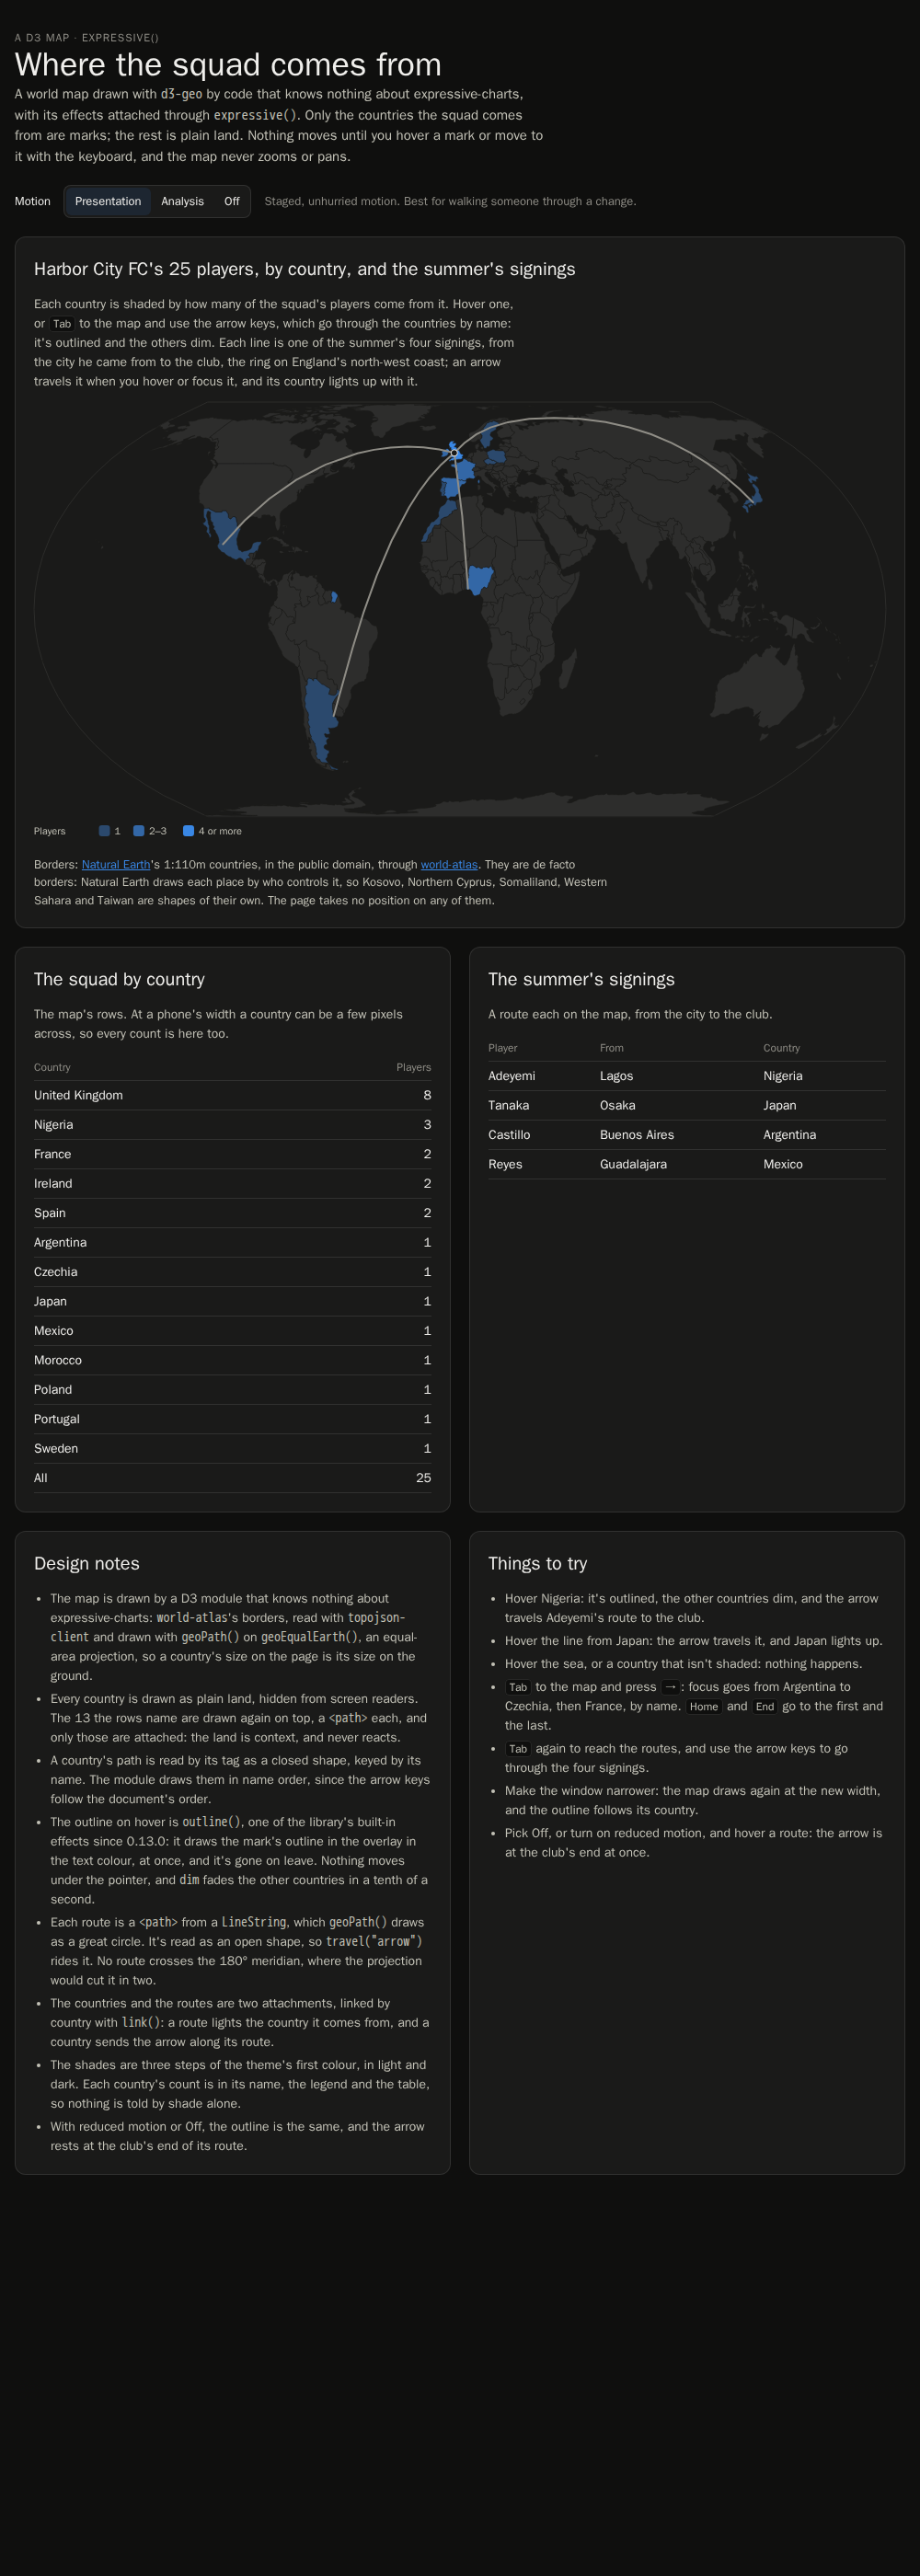 A D3 MAP · EXPRESSIVE()
Where the squad comes from
A world map drawn with d3-geo by code that knows nothing about expressive-charts,
with its effects attached through expressive(). Only the countries the squad comes
from are marks; the rest is plain land. Nothing moves until you hover a mark or move to
it with the keyboard, and the map never zooms or pans.
Motion Presentation Analysis Off Staged, unhurried motion. Best for walking someone through a change.
Harbor City FC's 25 players, by country, and the summer's signings
Each country is shaded by how many of the squad's players come from it. Hover one,
or Tab to the map and use the arrow keys, which go through the countries by name:
it's outlined and the others dim. Each line is one of the summer's four signings, from
the city he came from to the club, the ring on England's north-west coast; an arrow
travels it when you hover or focus it, and its country lights up with it.
Players 1 2–3 4 or more
Borders: Natural Earth's 1:110m countries, in the public domain, through world-atlas. They are de facto
borders: Natural Earth draws each place by who controls it, so Kosovo, Northern Cyprus, Somaliland, Western
Sahara and Taiwan are shapes of their own. The page takes no position on any of them.
The squad by country
The map's rows. At a phone's width a country can be a few pixels
across, so every count is here too.
Country Players
United Kingdom 8
Nigeria 3
France 2
Ireland 2
Spain 2
Argentina 1
Czechia 1
Japan 1
Mexico 1
Morocco 1
Poland 1
Portugal 1
Sweden 1
All 25
The summer's signings
A route each on the map, from the city to the club.
Player From Country
Adeyemi Lagos Nigeria
Tanaka Osaka Japan
Castillo Buenos Aires Argentina
Reyes Guadalajara Mexico
Design notes
• The map is drawn by a D3 module that knows nothing about
expressive-charts: world-atlas's borders, read with topojson-
client and drawn with geoPath() on geoEqualEarth(), an equal-
area projection, so a country's size on the page is its size on the
ground.
• Every country is drawn as plain land, hidden from screen readers.
The 13 the rows name are drawn again on top, a <path> each, and
only those are attached: the land is context, and never reacts.
• A country's path is read by its tag as a closed shape, keyed by its
name. The module draws them in name order, since the arrow keys
follow the document's order.
• The outline on hover is outline(), one of the library's built-in
effects since 0.13.0: it draws the mark's outline in the overlay in
the text colour, at once, and it's gone on leave. Nothing moves
under the pointer, and dim fades the other countries in a tenth of a
second.
• Each route is a <path> from a LineString, which geoPath() draws
as a great circle. It's read as an open shape, so travel("arrow")
rides it. No route crosses the 180° meridian, where the projection
would cut it in two.
• The countries and the routes are two attachments, linked by
country with link(): a route lights the country it comes from, and a
country sends the arrow along its route.
• The shades are three steps of the theme's first colour, in light and
dark. Each country's count is in its name, the legend and the table,
so nothing is told by shade alone.
• With reduced motion or Off, the outline is the same, and the arrow
rests at the club's end of its route.
Things to try
• Hover Nigeria: it's outlined, the other countries dim, and the arrow
travels Adeyemi's route to the club.
• Hover the line from Japan: the arrow travels it, and Japan lights up.
• Hover the sea, or a country that isn't shaded: nothing happens.
• Tab to the map and press →: focus goes from Argentina to
Czechia, then France, by name. Home and End go to the first and
the last.
• Tab again to reach the routes, and use the arrow keys to go
through the four signings.
• Make the window narrower: the map draws again at the new width,
and the outline follows its country.
• Pick Off, or turn on reduced motion, and hover a route: the arrow is
at the club's end at once.